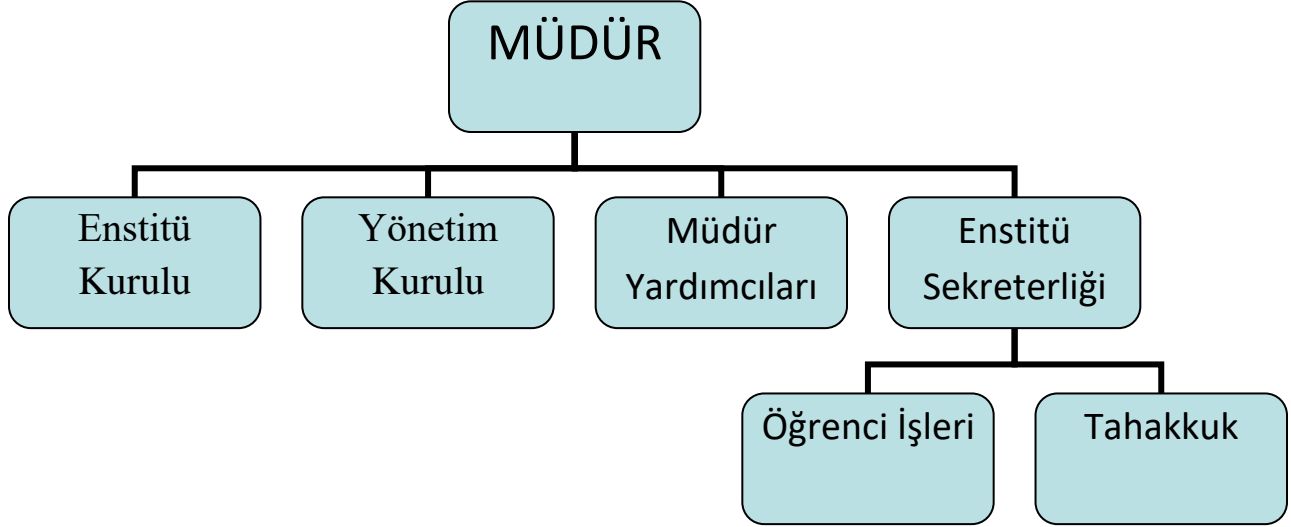 MÜDÜR
Enstitü
Kurulu
Yönetim
Kurulu
Müdür
Yardımcıları
Enstitü
Sekreterliği
Öğrenci İşleri
Tahakkuk